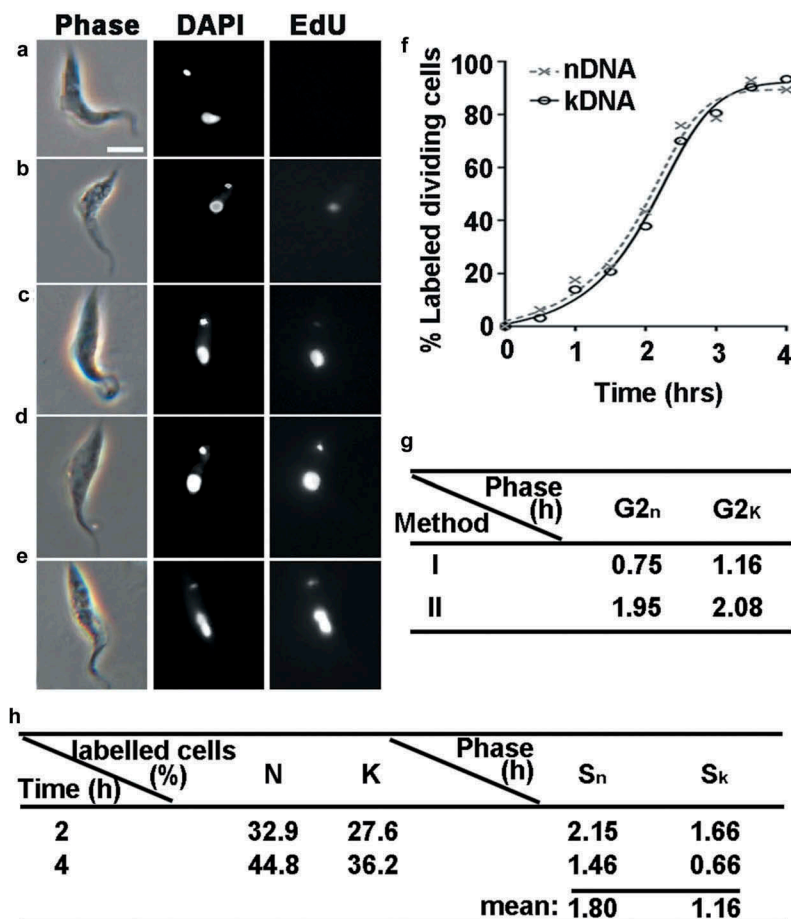 Phase DAPI EdU
a
b
c
d
e
f
% Labeled dividing cells
100
80
60
40
20
0
nDNA
kDNA
0 1 2 3 4
Time (hrs)
g
Phase (h)
Method
G2n G2K
I 0.75 1.16
II 1.95 2.08
h
labelled cells (%)
Time (h)
N K
Phase (h)
Sn Sk
2 32.9 27.6 2.15 1.66
4 44.8 36.2 1.46 0.66
mean: 1.80 1.16